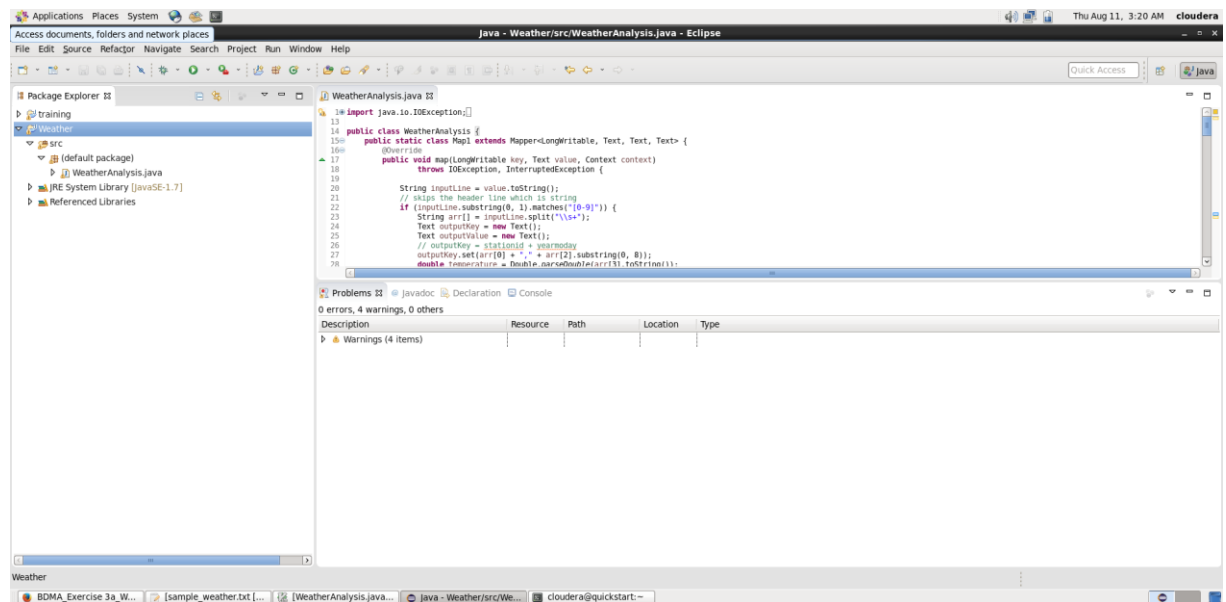 Applications Places System Thu Aug 11, 3:20 AM cloudera
Access documents, folders and network places
Java - Weather/src/WeatherAnalysis.java - Eclipse
File Edit Source Refactor Navigate Search Project Run Window Help
Quick Access Java
Package Explorer
training
Weather
src
(default package)
WeatherAnalysis.java
JRE System Library [JavaSE-1.7]
Referenced Libraries
WeatherAnalysis.java
1 import java.io.IOException;
13
14 public class WeatherAnalysis {
15 public static class Map1 extends Mapper<LongWritable, Text, Text, Text> {
16 @Override
17 public void map(LongWritable key, Text value, Context context)
18 throws IOException, InterruptedException {
19
20 String inputLine = value.toString();
21 // skips the header line which is string
22 if (inputLine.substring(0, 1).matches("[0-9]")) {
23 String arr[] = inputLine.split("\\s+");
24 Text outputKey = new Text();
25 Text outputValue = new Text();
26 // outputKey = stationid + yearmoday
27 outputKey.set(arr[0] + "," + arr[2].substring(0, 8));
28 double temperature = Double.parseDouble(arr[3].toString());
Problems Javadoc Declaration Console
0 errors, 4 warnings, 0 others
Description Resource Path Location Type
Warnings (4 items)
Weather
BDMA_Exercise 3a_W... [sample_weather.txt [... [WeatherAnalysis.java... Java - Weather/src/We... cloudera@quickstart:~